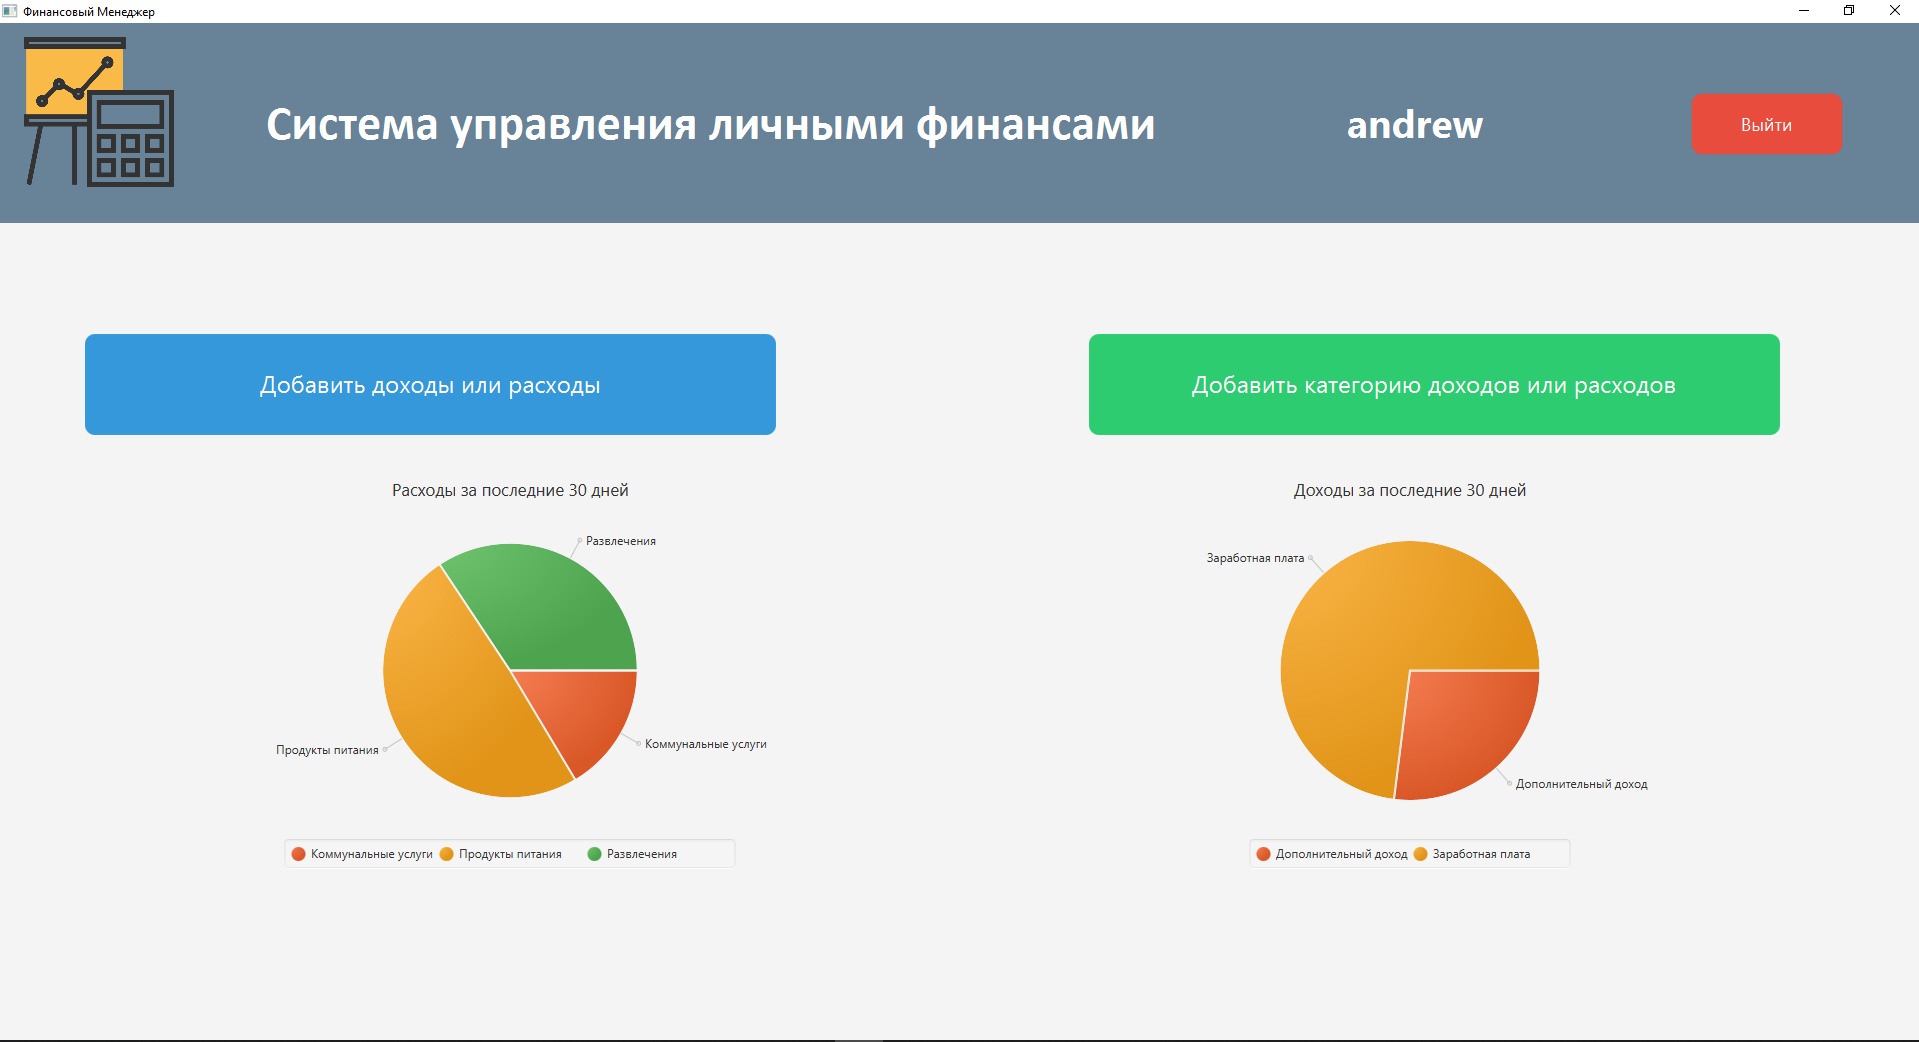 Финансовый Менеджер
Система управления личными финансами
andrew
Выйти
Добавить доходы или расходы
Добавить категорию доходов или расходов
Расходы за последние 30 дней
Развлечения
Продукты питания
Коммунальные услуги
Коммунальные услуги Продукты питания Развлечения
Доходы за последние 30 дней
Заработная плата
Дополнительный доход
Дополнительный доход Заработная плата